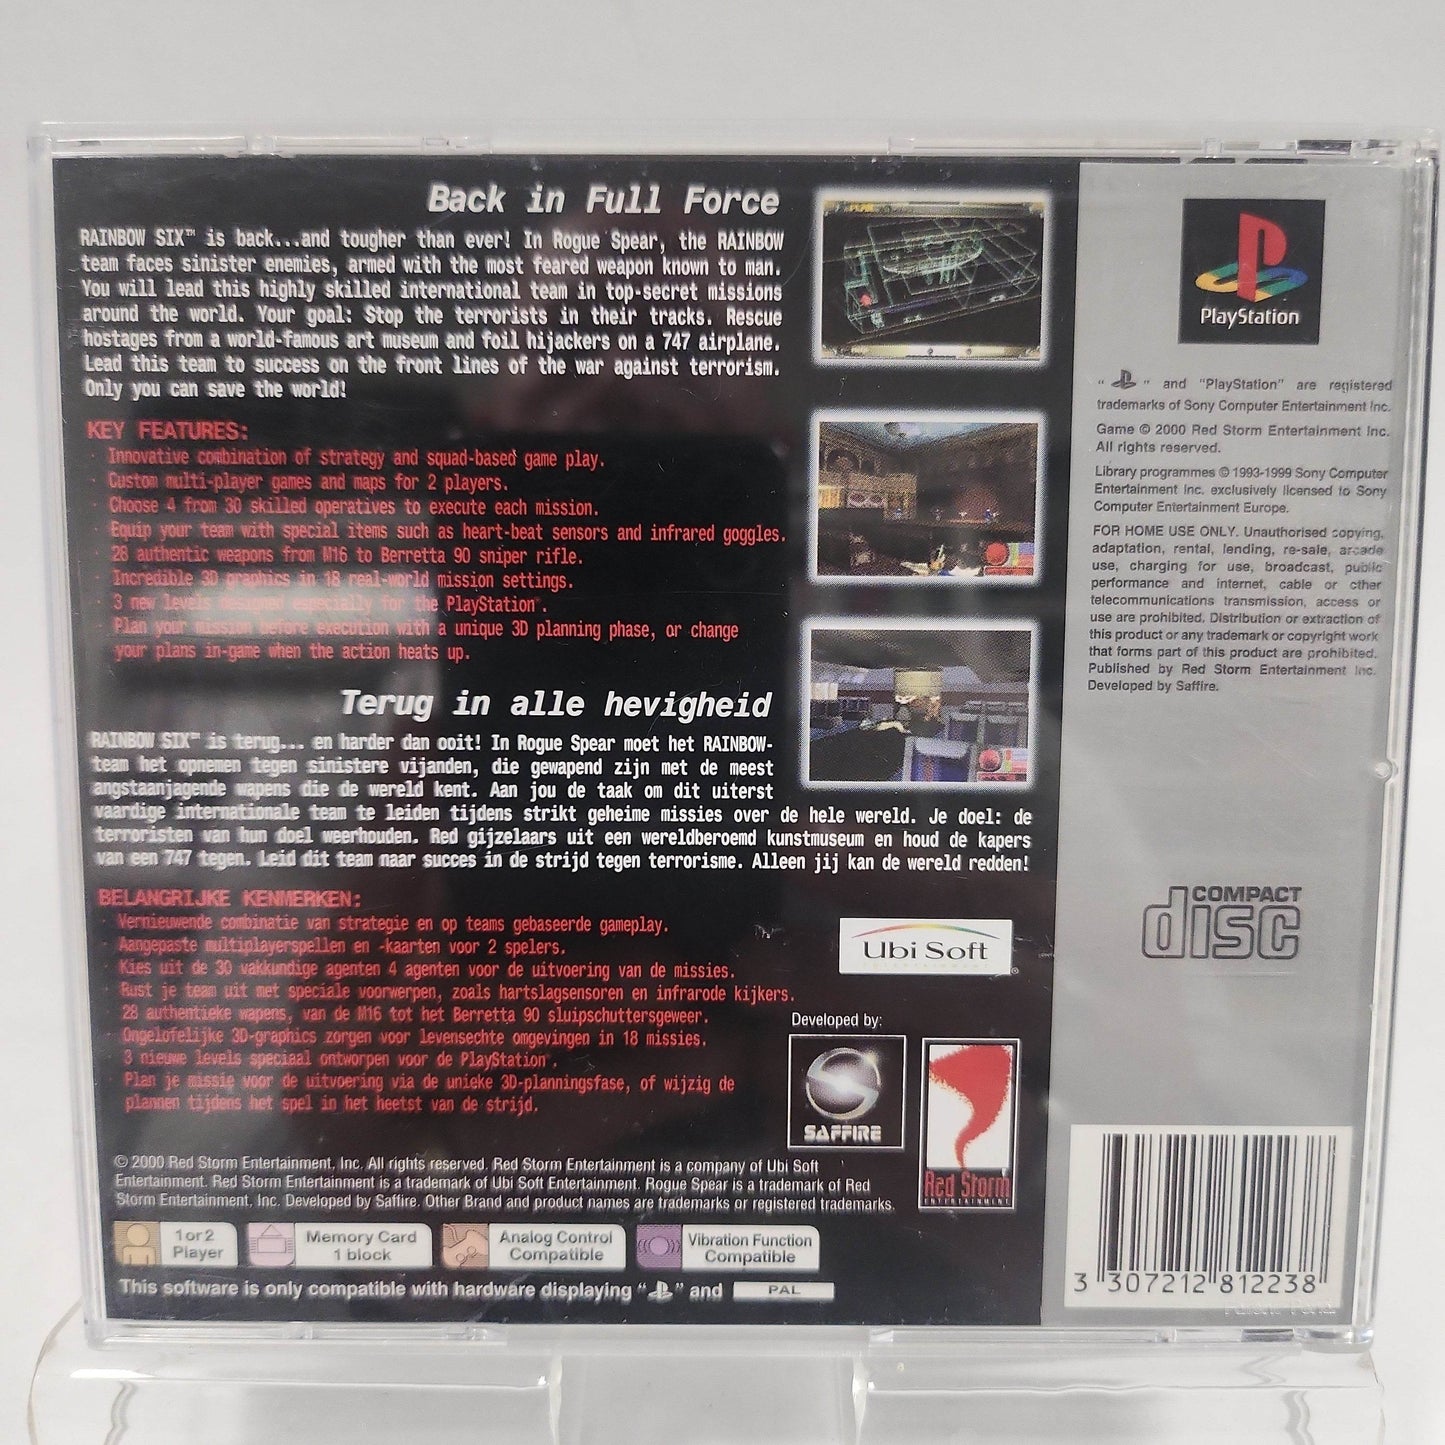 Back in Full Force
RAINBOW SIX™ is back...and tougher than ever! In Rogue Spear, the RAINBOW
team faces sinister enemies, armed with the most feared weapon known to man.
You will lead this highly skilled international team in top-secret missions
around the world. Your goal: Stop the terrorists in their tracks. Rescue
hostages from a world-famous art museum and foil hijackers on a 747 airplane.
Lead this team to success on the front lines of the war against terrorism.
Only you can save the world!
KEY FEATURES:
· Innovative combination of strategy and squad-based game play.
· Custom multi-player games and maps for 2 players.
· Choose 4 from 30 skilled operatives to execute each mission.
· Equip your team with special items such as heart-beat sensors and infrared goggles.
· 28 authentic weapons from M16 to Berretta 90 sniper rifle.
· Incredible 3D graphics in 18 real-world mission settings.
· 3 new levels designed especially for the PlayStation®.
· Plan your mission before execution with a unique 3D planning phase, or change
your plans in-game when the action heats up.
Terug in alle hevigheid
RAINBOW SIX™ is terug... en harder dan ooit! In Rogue Spear moet het RAINBOW-
team het opnemen tegen sinistere vijanden, die gewapend zijn met de meest
angstaanjagende wapens die de wereld kent. Aan jou de taak om dit uiterst
vaardige internationale team te leiden tijdens strikt geheime missies over de hele wereld. Je doel: de
terroristen van hun doel weerhouden. Red gijzelaars uit een wereldberoemd kunstmuseum en houd de kapers
van een 747 tegen. Leid dit team naar succes in de strijd tegen terrorisme. Alleen jij kan de wereld redden!
BELANGRIJKE KENMERKEN:
· Vernieuwende combinatie van strategie en op teams gebaseerde gameplay.
· Aangepaste multiplayerspellen en -kaarten voor 2 spelers.
· Kies uit de 30 vakkundige agenten 4 agenten voor de uitvoering van de missies.
· Rust je team uit met speciale voorwerpen, zoals hartslagsensoren en infrarode kijkers.
· 28 authentieke wapens, van de M16 tot het Berretta 90 sluipschuttersgeweer.
· Ongelofelijke 3D-graphics zorgen voor levensechte omgevingen in 18 missies.
· 3 nieuwe levels speciaal ontworpen voor de PlayStation®.
· Plan je missie voor de uitvoering via de unieke 3D-planningsfase, of wijzig de
plannen tijdens het spel in het heetst van de strijd.
Ubi Soft
ENTERTAINMENT
®
Developed by:
SAFFIRE
Red Storm
ENTERTAINMENT
© 2000 Red Storm Entertainment, Inc. All rights reserved. Red Storm Entertainment is a company of Ubi Soft
Entertainment. Red Storm Entertainment is a trademark of Ubi Soft Entertainment. Rogue Spear is a trademark of Red
Storm Entertainment, Inc. Developed by Saffire. Other Brand and product names are trademarks or registered trademarks.
1 or 2
Player
Memory Card
1 block
Analog Control
Compatible
Vibration Function
Compatible
This software is only compatible with hardware displaying " " and PAL
PlayStation
" " and "PlayStation" are registered
trademarks of Sony Computer Entertainment Inc.
Game © 2000 Red Storm Entertainment Inc.
All rights reserved.
Library programmes © 1993-1999 Sony Computer
Entertainment Inc. exclusively licensed to Sony
Computer Entertainment Europe.
FOR HOME USE ONLY. Unauthorised copying,
adaptation, rental, lending, re-sale, arcade
use, charging for use, broadcast, public
performance and internet, cable or other
telecommunications transmission, access or
use are prohibited. Distribution or extraction of
this product or any trademark or copyright work
that forms part of this product are prohibited.
Published by Red Storm Entertainment Inc.
Developed by Saffire.
COMPACT
disc
3 307212 812238